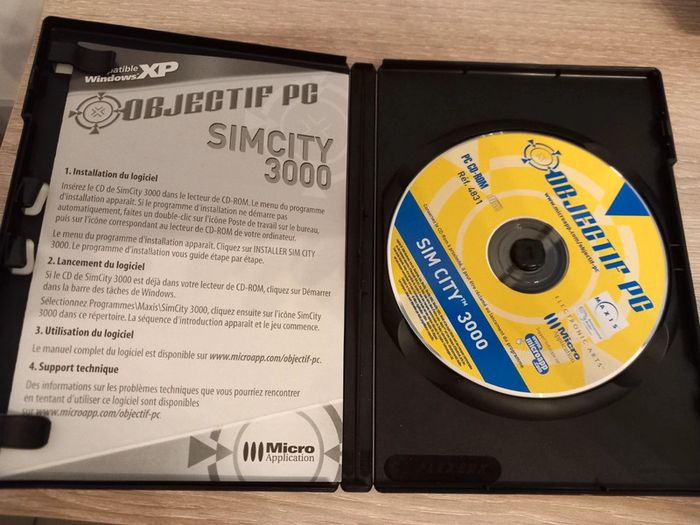 patible
Windows XP
OBJECTIF PC
SIMCITY
3000
1. Installation du logiciel
Insérez le CD de SimCity 3000 dans le lecteur de CD-ROM. Le menu du programme
d'installation apparaît. Si le programme d'installation ne démarre pas
automatiquement, faites un double-clic sur l'icône Poste de travail sur le bureau,
puis sur l'icône correspondant au lecteur de CD-ROM de votre ordinateur.
Le menu du programme d'installation apparaît. Cliquez sur INSTALLER SIM CITY
3000. Le programme d'installation vous guide étape par étape.
2. Lancement du logiciel
Si le CD de SimCity 3000 est déjà dans votre lecteur de CD-ROM, cliquez sur Démarrer
dans la barre des tâches de Windows.
Sélectionnez Programmes\Maxis\SimCity 3000, cliquez ensuite sur l'icône SimCity
3000 dans ce répertoire. La séquence d'introduction apparaît et le jeu commence.
3. Utilisation du logiciel
Le manuel complet du logiciel est disponible sur www.microapp.com/objectif-pc.
4. Support technique
Des informations sur les problèmes techniques que vous pourriez rencontrer
en tentant d'utiliser ce logiciel sont disponibles
sur www.microapp.com/objectif-pc.
Micro
Application
OBJECTIF PC
www.microapp.com/objectif-pc
PC CD-ROM
Réf. 4831
SIM CITY™ 3000
MAXIS
ELECTRONIC ARTS™
Micro
Application
microapp